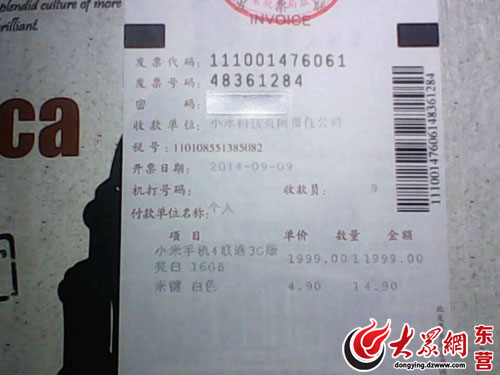 splendid culture of more
brilliant.
ca
INVOICE
发票代码: 111001476061
发票号码: 48361284
密 码
收款单位: 小米科技有限责任公司
税号: 110108551385082
开票日期: 2014-09-09
机打号码: 收款员: 9
付款单位名称: 个人
项目 单价 数量 金额
小米手机4联通3G版 1999.00 1 1999.00
亮白 16GB
米键 白色 4.90 1 4.90
11100147606148361284
大众網 东营
dongying.dzwww.com